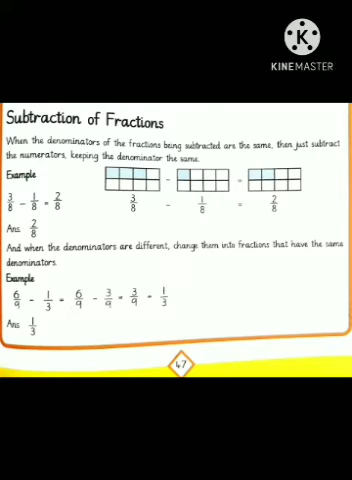 K
KINEMASTER
Subtraction of Fractions
When the denominators of the fractions being subtracted are the same, then just subtract
the numerators, keeping the denominator the same.
Example
3/8 - 1/8 = 2/8
- =
3/8 - 1/8 = 2/8
Ans 2/8
And when the denominators are different, change them into fractions that have the same
denominators.
Example
6/9 - 1/3 = 6/9 - 3/9 = 3/9 = 1/3
Ans 1/3
47